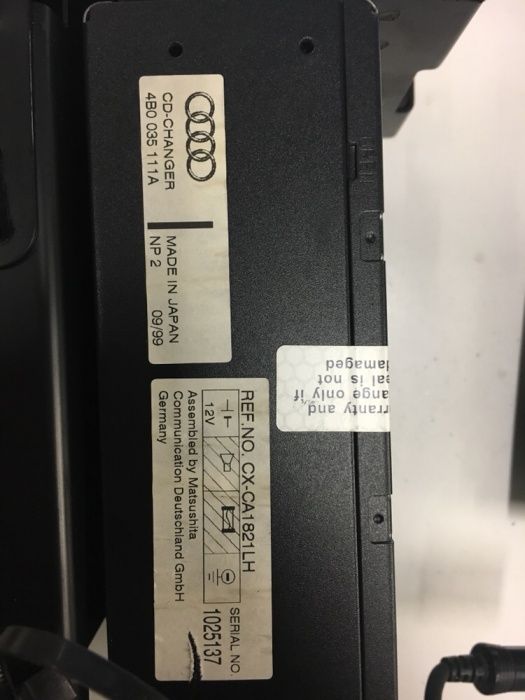 CD-CHANGER
4B0 035 111A
MADE IN JAPAN
NP 2 09/99
REF.NO. CX-CA1821LH
12V
SERIAL NO.
1025137
Assembled by Matsushita
Communication Deutschland GmbH
Germany
rranty and
ange only, if
eal is not
damaged